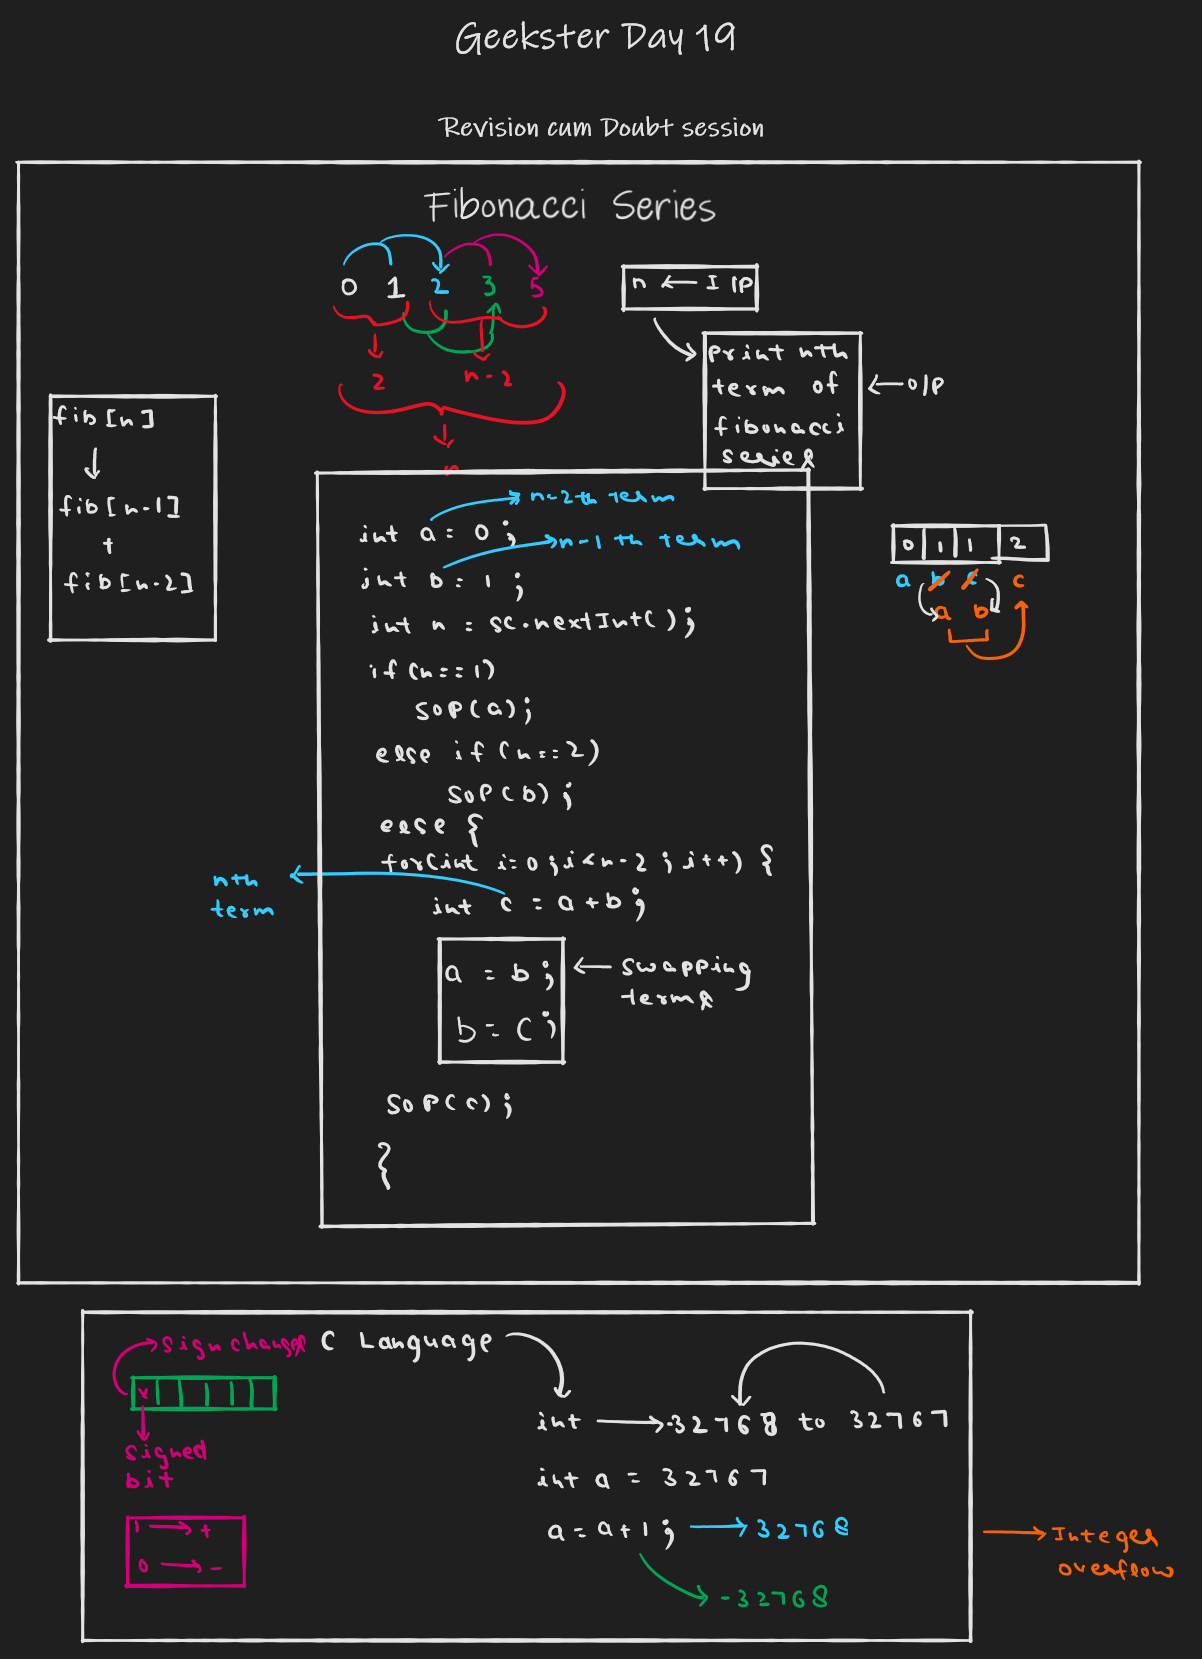 Geekster Day 19
Revision cum Doubt session
Fibonacci Series
0 1 2 3 5
2 n-2
n
n ← I/P
print nth
term of
fibonacci
series
← O/P
fib[n]
↓
fib[n-1]
+
fib[n-2]
int a = 0 ;
n-2th term
int b = 1 ;
n-1 th term
int n = sc.nextInt();
if (n==1)
SOP(a);
else if (n==2)
SOP(b);
else {
for(int i=0;i<n-2;i++) {
nth
term
int c = a+b;
a = b;
b = c;
← swapping
terms
SOP(c);
{
0 1 1 2
a b c c
a b
Sign changes
C Language
x
signed
bit
1 → +
0 → -
int → -32768 to 32767
int a = 32767
a = a+1; → 32768
-32768
→ Integer
overflow